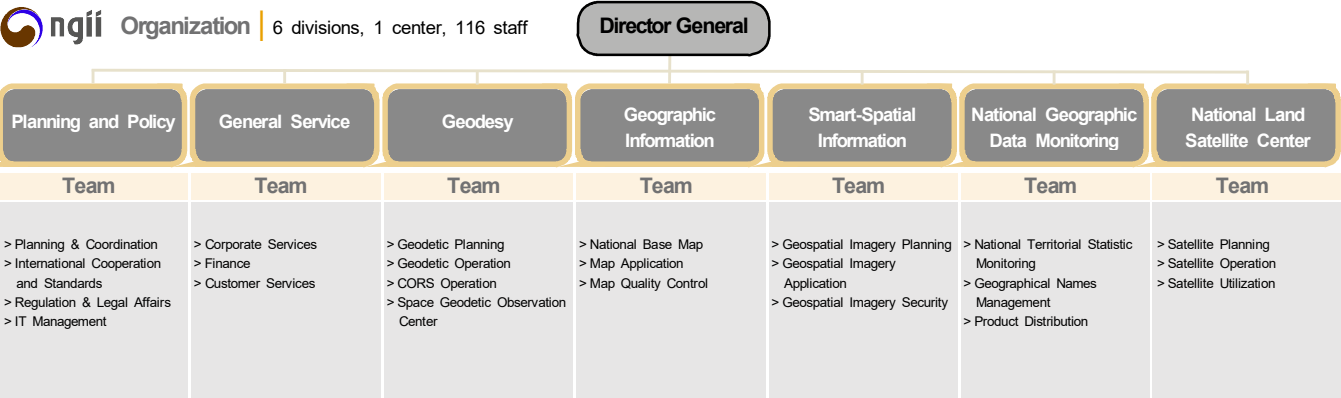 ngii Organization 6 divisions, 1 center, 116 staff
Director General
Planning and Policy
General Service
Geodesy
Geographic
Information
Smart-Spatial
Information
National Geographic
Data Monitoring
National Land
Satellite Center
Team
Team
Team
Team
Team
Team
Team
> Planning & Coordination
> International Cooperation
and Standards
> Regulation & Legal Affairs
> IT Management
> Corporate Services
> Finance
> Customer Services
> Geodetic Planning
> Geodetic Operation
> CORS Operation
> Space Geodetic Observation
Center
> National Base Map
> Map Application
> Map Quality Control
> Geospatial Imagery Planning
> Geospatial Imagery
Application
> Geospatial Imagery Security
> National Territorial Statistic
Monitoring
> Geographical Names
Management
> Product Distribution
> Satellite Planning
> Satellite Operation
> Satellite Utilization